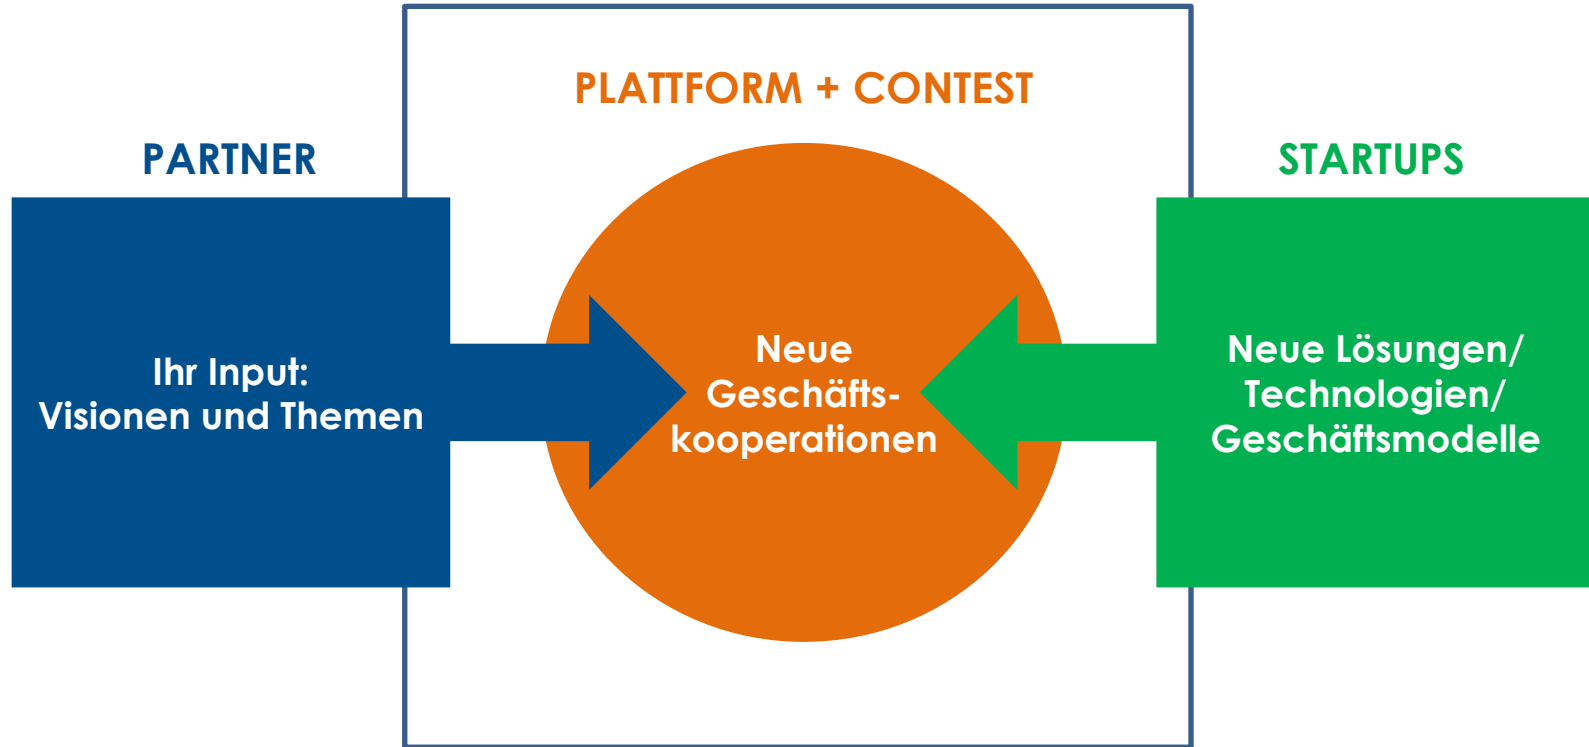 PLATTFORM + CONTEST
PARTNER
STARTUPS
Ihr Input:
Visionen und Themen
Neue
Geschäfts-
kooperationen
Neue Lösungen/
Technologien/
Geschäftsmodelle